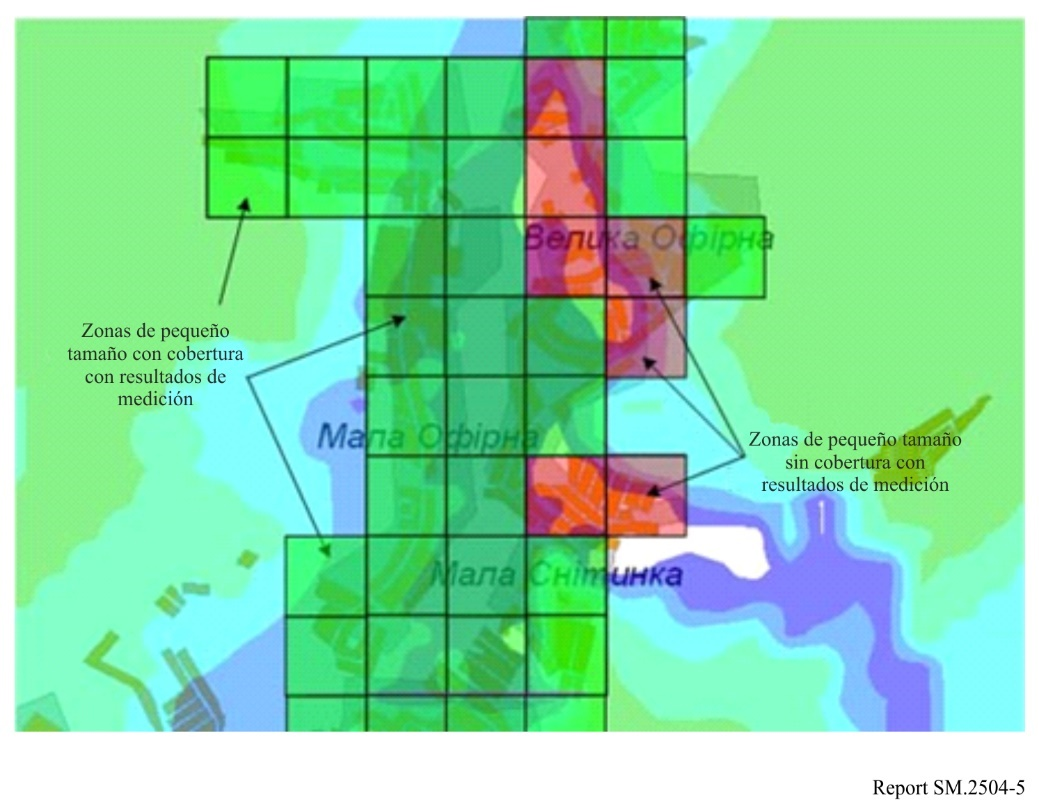 Велика Офірна
Zonas de pequeño
tamaño con cobertura
con resultados de
medición
Мала Офірна
Zonas de pequeño tamaño
sin cobertura con
resultados de medición
Мала Снітинка
Report SM.2504-5